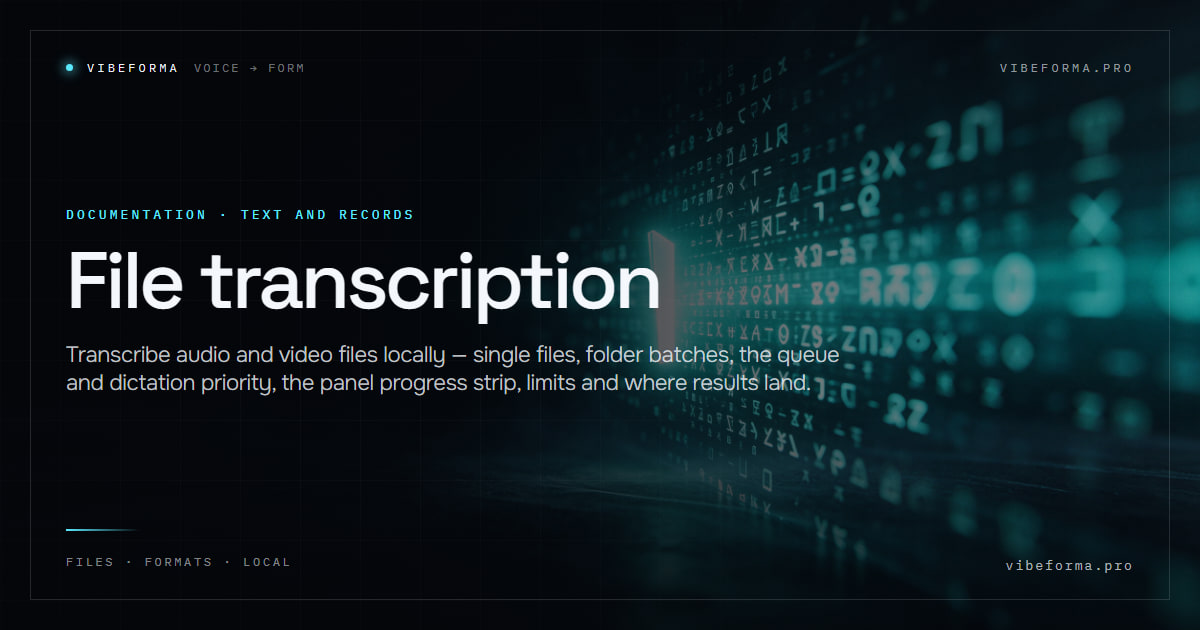 VIBEFORMA VOICE → FORM
VIBEFORMA.PRO
DOCUMENTATION · TEXT AND RECORDS
File transcription
Transcribe audio and video files locally — single files, folder batches, the queue
and dictation priority, the panel progress strip, limits and where results land.
FILES · FORMATS · LOCAL
vibeforma.pro